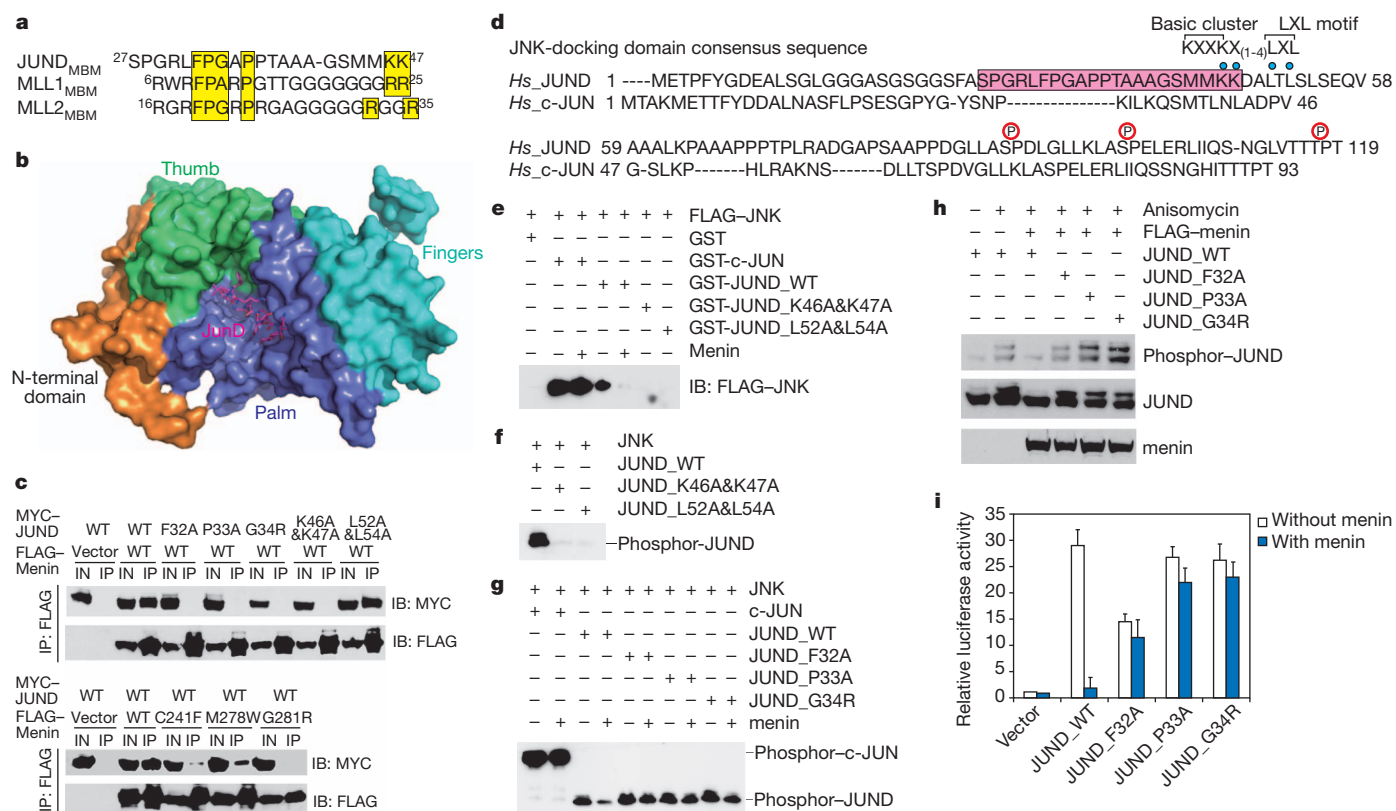 a
JUND_MBM 27SPGRLFPGAPPTAAA-GSMMKK47
MLL1_MBM 6RWRFPARPGTTGGGGGGGRR25
MLL2_MBM 16RGRFPGRPRGAGGGGGRGGR35
b
Thumb
Fingers
JunD
N-terminal domain
Palm
c
MYC–JUND WT WT F32A P33A G34R K46A&K47A L52A&L54A
FLAG–Menin Vector WT WT WT WT WT WT
IN IP IN IP IN IP IN IP IN IP IN IP IN IP
IP: FLAG
IB: MYC
IB: FLAG
MYC–JUND WT WT WT WT WT
FLAG–Menin Vector WT C241F M278W G281R
IN IP IN IP IN IP IN IP IN IP
IP: FLAG
IB: MYC
IB: FLAG
d
Basic cluster LXL motif
JNK-docking domain consensus sequence KXXKKX(1-4)LXL
Hs_JUND 1 ----METPFYGDEALSGLGGGASGSGGSFASPGRLFPGAPPTAAAGSMMKKDALTLSLSEQV 58
Hs_c-JUN 1 MTAKMETTFYDDALNASFLPSESGPYG-YSNP----------------KILKQSMTLNLADPV 46
P P P
Hs_JUND 59 AAALKPAAAPPPTPLRADGAPSAAPPDGLLASPDLGLLKLASPELERLIIQS-NGLVTTTPT 119
Hs_c-JUN 47 G-SLKP-------HLRAKNS-------DLLTSPDVGLLKLASPELERLIIQSSNGHITTTPT 93
e
+ + + + + + + FLAG–JNK
+ – – – – – – GST
– + + – – – – GST-c-JUN
– – – + + – – GST-JUND_WT
– – – – – + – GST-JUND_K46A&K47A
– – – – – – + GST-JUND_L52A&L54A
– – + – + – – Menin
IB: FLAG–JNK
f
+ + + JNK
+ – – JUND_WT
– + – JUND_K46A&K47A
– – + JUND_L52A&L54A
Phosphor-JUND
g
+ + + + + + + + + + JNK
+ + – – – – – – – – c-JUN
– – + + – – – – – – JUND_WT
– – – – + + – – – – JUND_F32A
– – – – – – + + – – JUND_P33A
– – – – – – – – + + JUND_G34R
– + – + – + – + – + menin
Phosphor–c-JUN
Phosphor–JUND
h
– + + + + + Anisomycin
– – + + + + FLAG–menin
+ + + – – – JUND_WT
– – – + – – JUND_F32A
– – – – + – JUND_P33A
– – – – – + JUND_G34R
Phosphor–JUND
JUND
menin
i
Relative luciferase activity
35
30
25
20
15
10
5
0
Without menin
With menin
Vector
JUND_WT
JUND_F32A
JUND_P33A
JUND_G34R